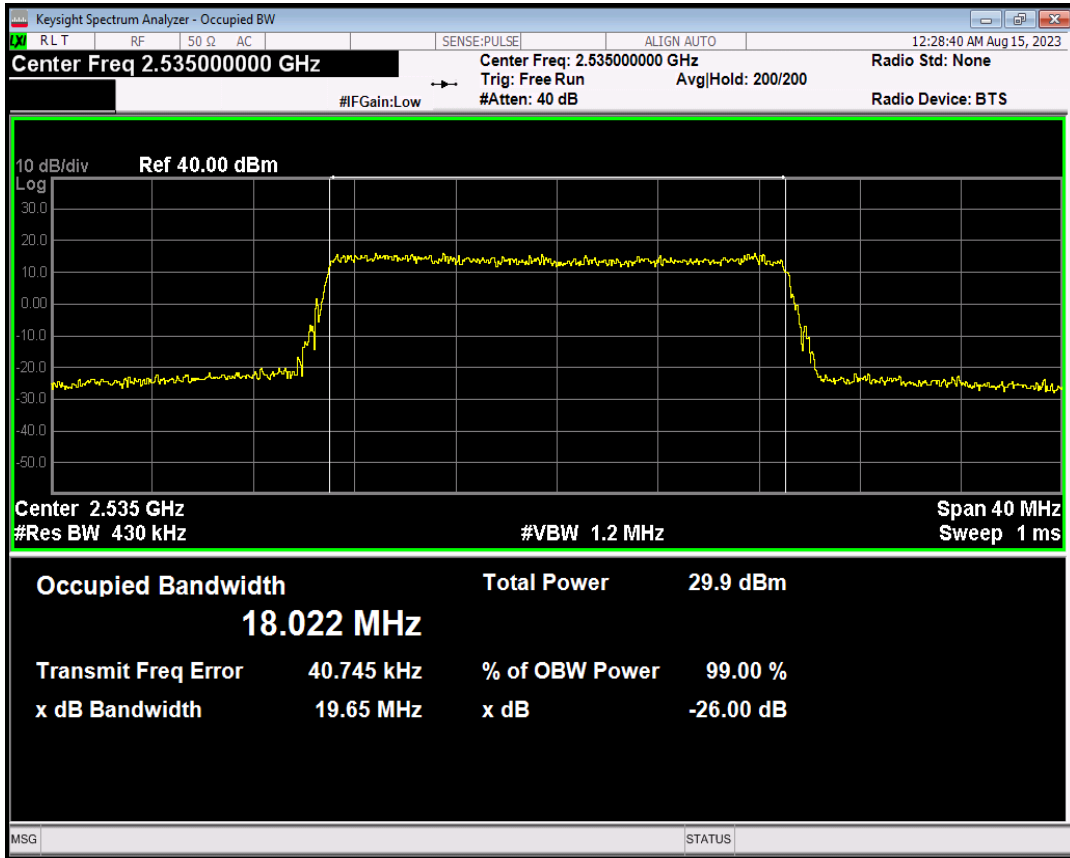 Keysight Spectrum Analyzer - Occupied BW
LXI RLT RF 50 Ω AC SENSE:PULSE ALIGN AUTO 12:28:40 AM Aug 15, 2023
Center Freq 2.535000000 GHz Center Freq: 2.535000000 GHz Radio Std: None
Trig: Free Run Avg|Hold: 200/200
#IFGain:Low #Atten: 40 dB Radio Device: BTS
10 dB/div Ref 40.00 dBm
Log
30.0
20.0
10.0
0.00
-10.0
-20.0
-30.0
-40.0
-50.0
Center 2.535 GHz Span 40 MHz
#Res BW 430 kHz #VBW 1.2 MHz Sweep 1 ms
Occupied Bandwidth Total Power 29.9 dBm
18.022 MHz
Transmit Freq Error 40.745 kHz % of OBW Power 99.00 %
x dB Bandwidth 19.65 MHz x dB -26.00 dB
MSG STATUS